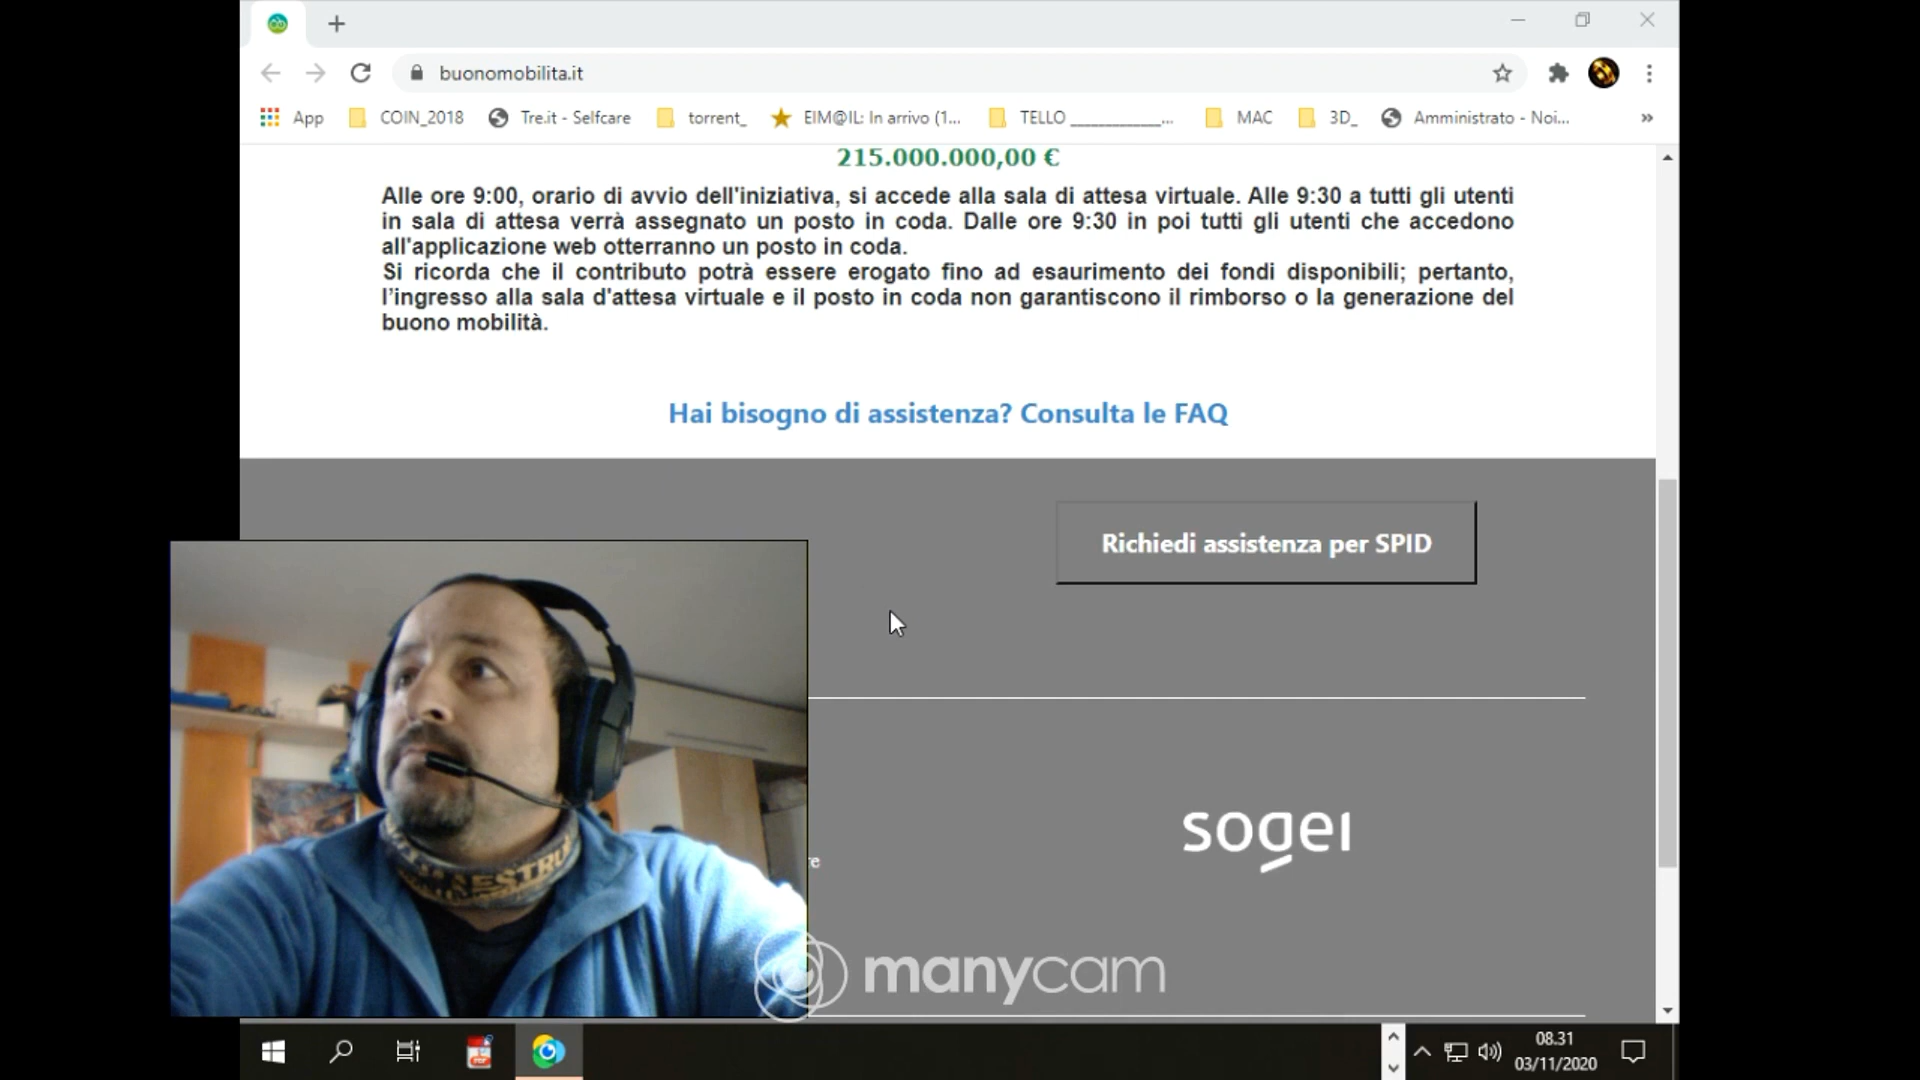 buonomobilita.it
App COIN_2018 Tre.it - Selfcare torrent_ EIM@IL: In arrivo (1... TELLO ___________... MAC 3D_ Amministrato - Noi... »
215.000.000,00 €
Alle ore 9:00, orario di avvio dell'iniziativa, si accede alla sala di attesa virtuale. Alle 9:30 a tutti gli utenti
in sala di attesa verrà assegnato un posto in coda. Dalle ore 9:30 in poi tutti gli utenti che accedono
all'applicazione web otterranno un posto in coda.
Si ricorda che il contributo potrà essere erogato fino ad esaurimento dei fondi disponibili; pertanto,
l'ingresso alla sala d'attesa virtuale e il posto in coda non garantiscono il rimborso o la generazione del
buono mobilità.
Hai bisogno di assistenza? Consulta le FAQ
Richiedi assistenza per SPID
sogei
re
manycam
08.31
03/11/2020